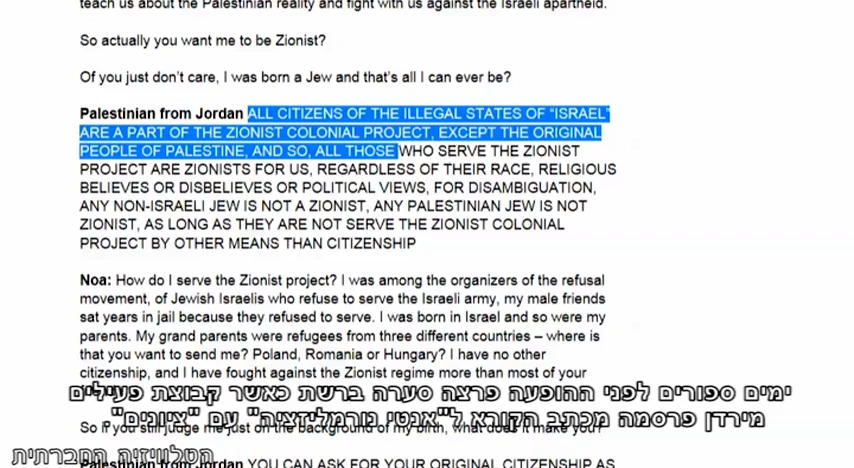 teach us about the Palestinian reality and fight with us against the Israeli apartheid.
So actually you want me to be Zionist?
Of you just don't care, I was born a Jew and that's all I can ever be?
Palestinian from Jordan ALL CITIZENS OF THE ILLEGAL STATES OF "ISRAEL"
ARE A PART OF THE ZIONIST COLONIAL PROJECT, EXCEPT THE ORIGINAL
PEOPLE OF PALESTINE, AND SO, ALL THOSE WHO SERVE THE ZIONIST
PROJECT ARE ZIONISTS FOR US, REGARDLESS OF THEIR RACE, RELIGIOUS
BELIEVES OR DISBELIEVES OR POLITICAL VIEWS, FOR DISAMBIGUATION,
ANY NON-ISRAELI JEW IS NOT A ZIONIST, ANY PALESTINIAN JEW IS NOT
ZIONIST, AS LONG AS THEY ARE NOT SERVE THE ZIONIST COLONIAL
PROJECT BY OTHER MEANS THAN CITIZENSHIP
Noa: How do I serve the Zionist project? I was among the organizers of the refusal
movement, of Jewish Israelis who refuse to serve the Israeli army, my male friends
sat years in jail because they refused to serve. I was born in Israel and so were my
parents. My grand parents were refugees from three different countries – where is
that you want to send me? Poland, Romania or Hungary? I have no other
citizenship, and I have fought against the Zionist regime more than most of your
ימים ספורים לפני ההופעה פרצה סערה ברשת כאשר קבוצת פעילים
מירדן פרסמה מכתב הקורא ל"אנטי נורמליזציה" עם "ציונים".
So if you still judge me just on the background of my birth, what does it make you?
הטלוויזיה החברתית
Palestinian from Jordan YOU CAN ASK FOR YOUR ORIGINAL CITIZENSHIP AS